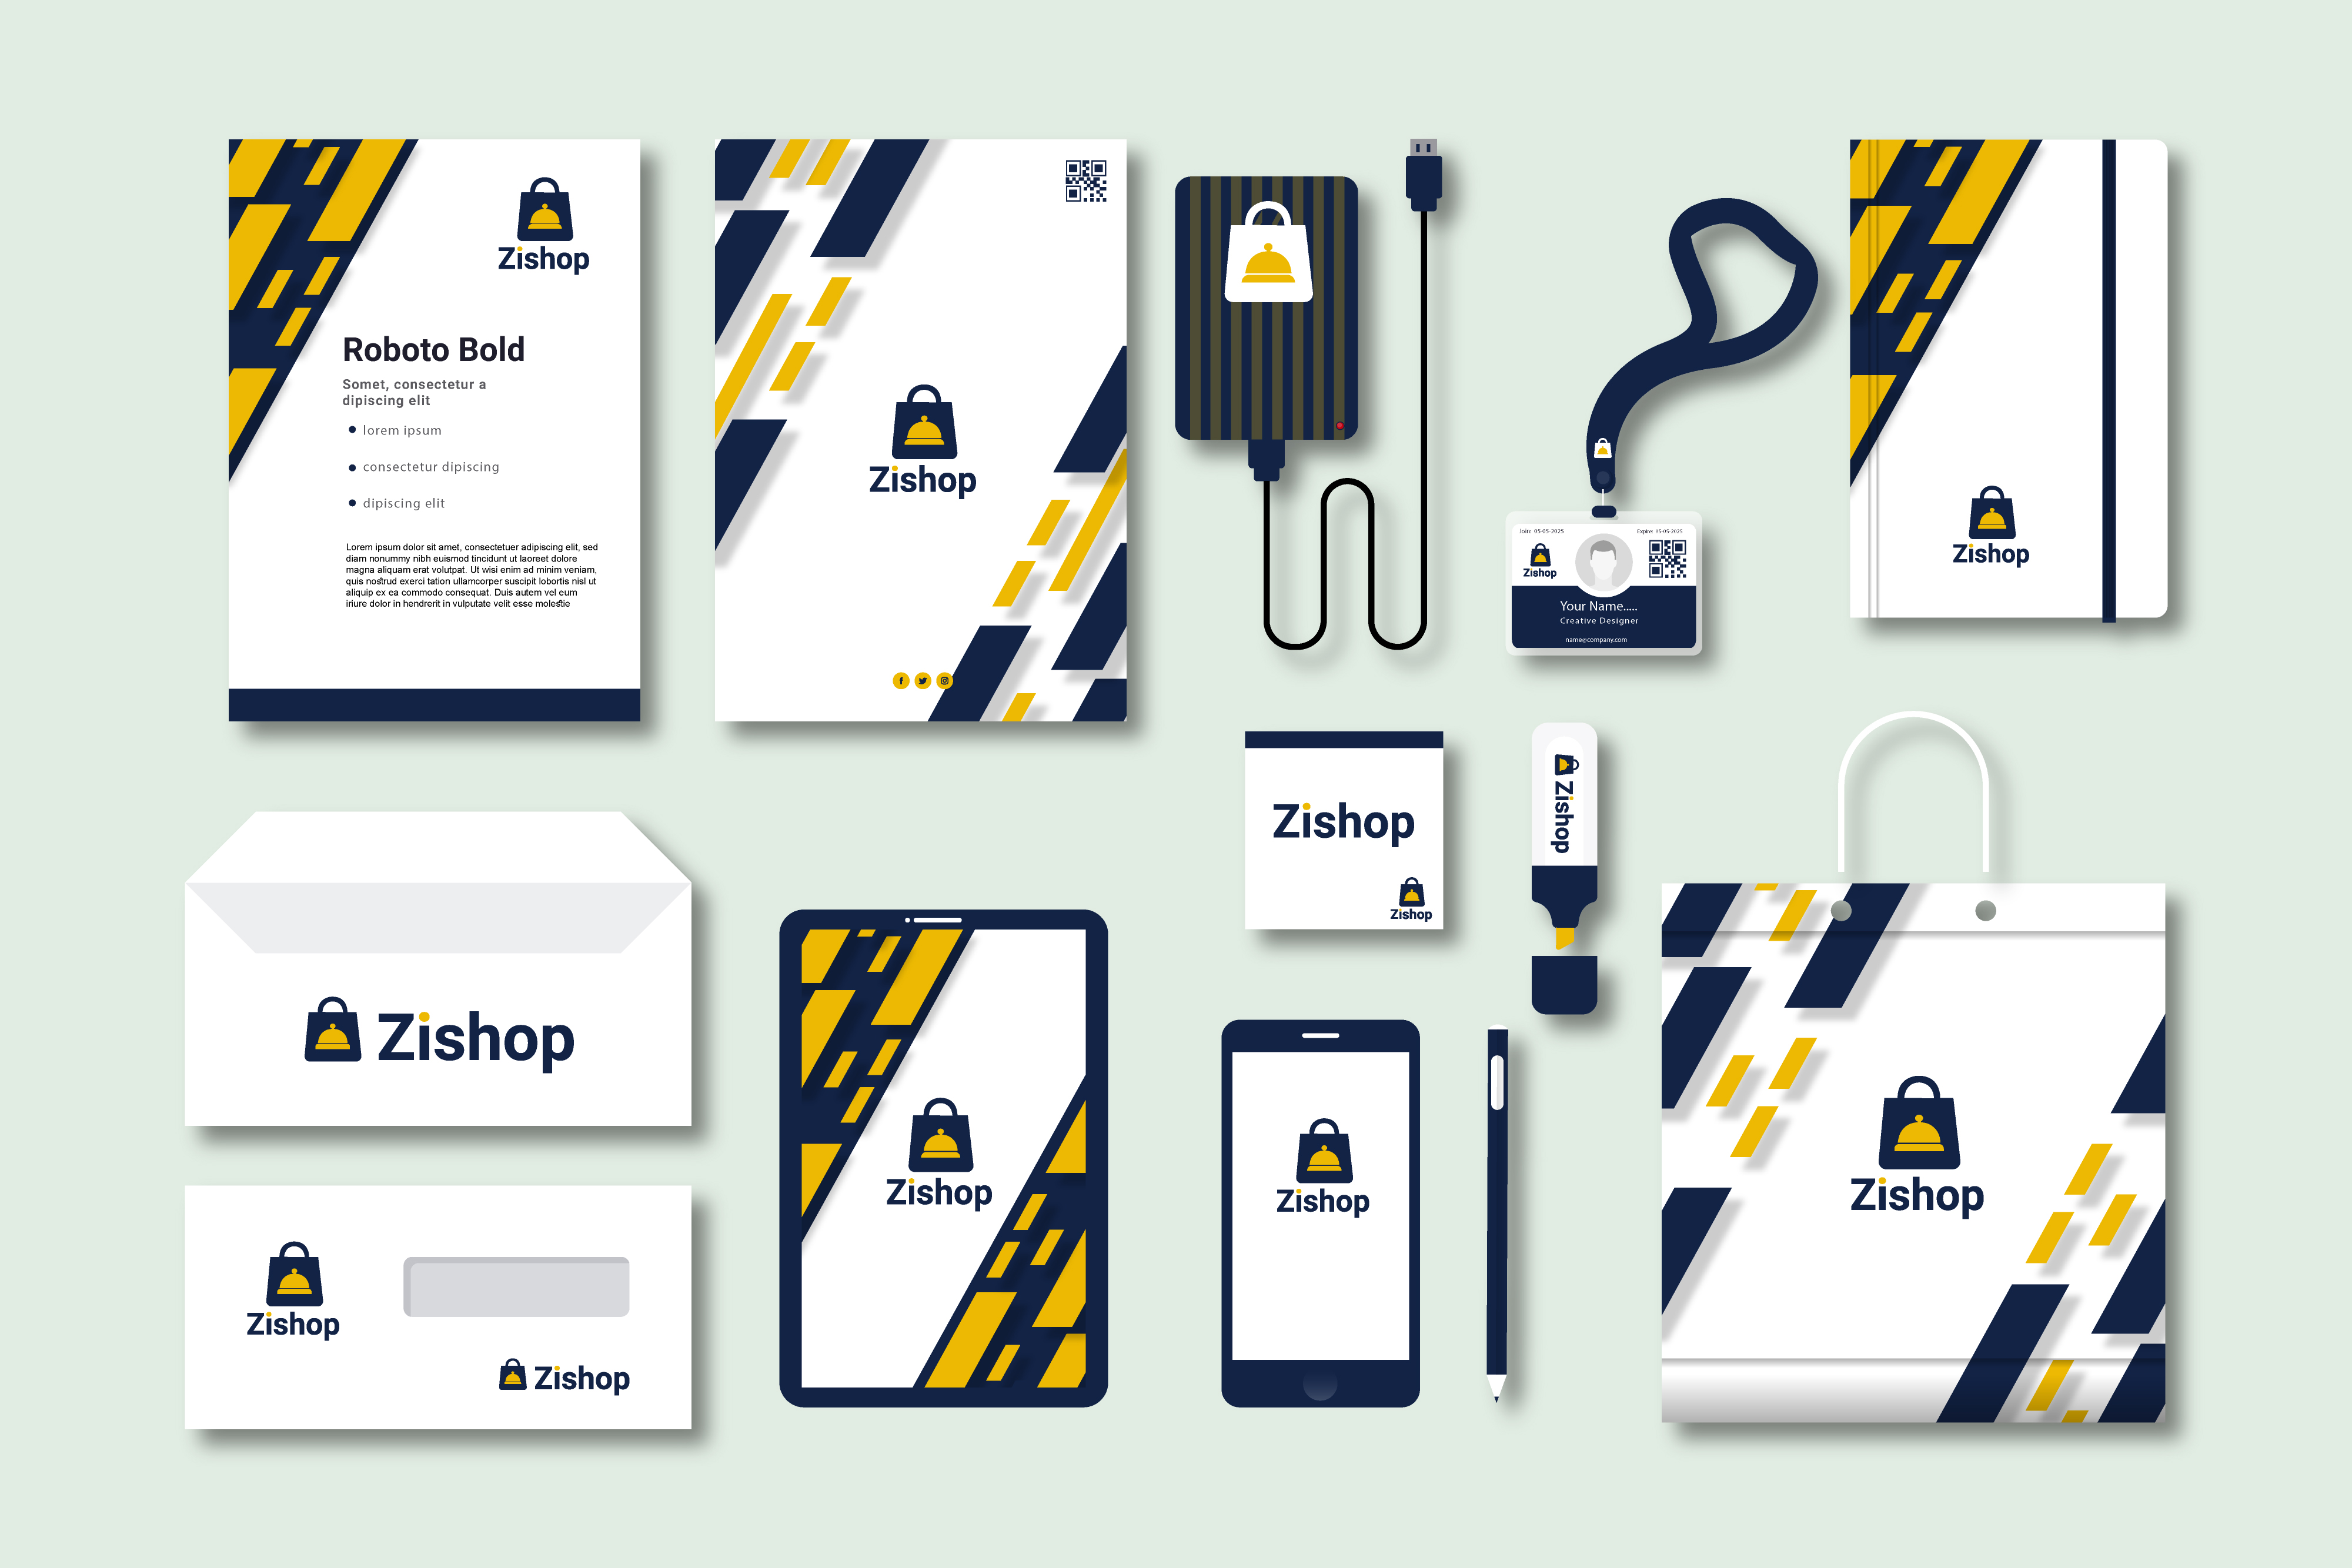 Zishop
Roboto Bold
Somet, consectetur a
dipiscing elit
lorem ipsum
consectetur dipiscing
dipiscing elit
Lorem ipsum dolor sit amet, consectetuer adipiscing elit, sed
diam nonummy nibh euismod tincidunt ut laoreet dolore
magna aliquam erat volutpat. Ut wisi enim ad minim veniam,
quis nostrud exerci tation ullamcorper suscipit lobortis nisl ut
aliquip ex ea commodo consequat. Duis autem vel eum
iriure dolor in hendrerit in vulputate velit esse molestie
Zishop
Join: 05-05-2025
Expire: 05-05-2025
Zishop
Your Name.....
Creative Designer
name@company.com
Zishop
Zishop
Zishop
Zishop
Zishop
Zishop
Zishop
Zishop
Zishop
Zishop
Zishop